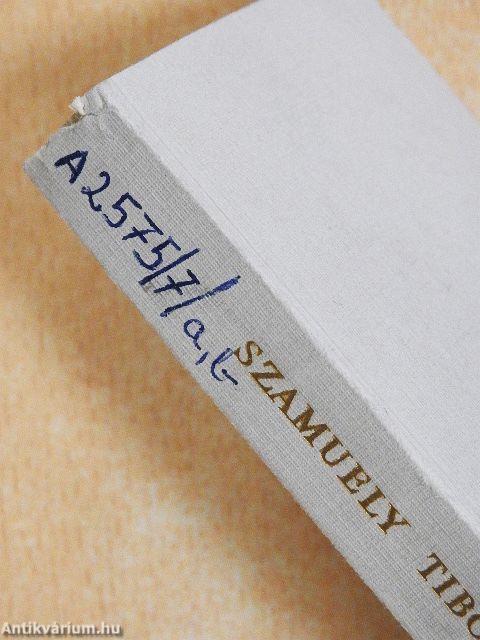 A2575/7/a,b
SZAMUELY TIBO
Antikvárium.hu